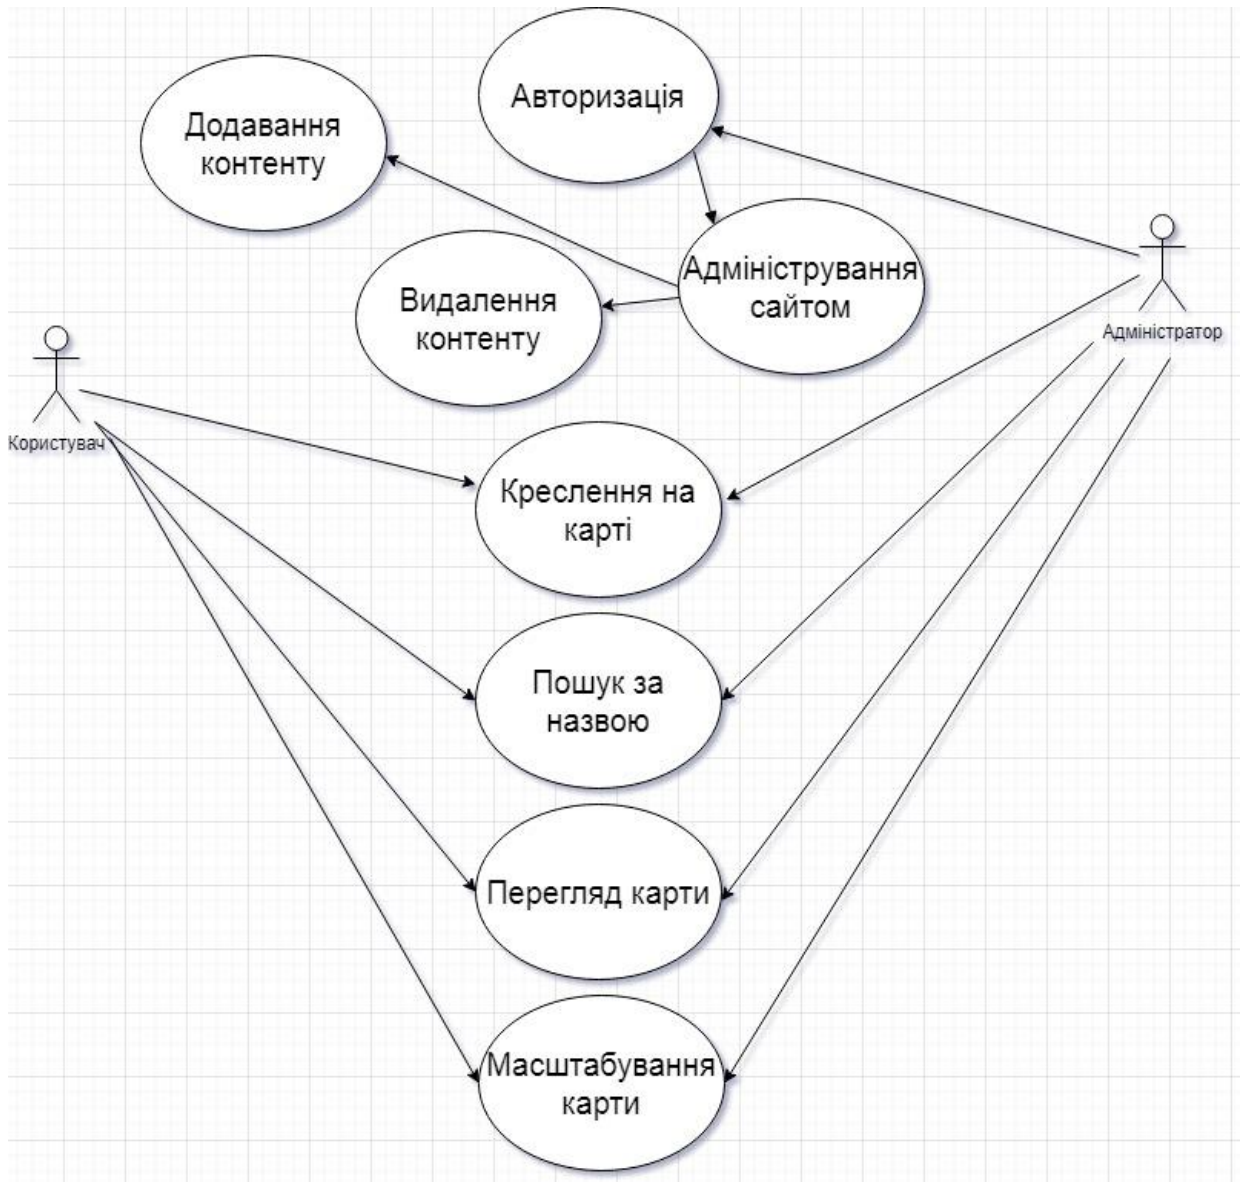 Авторизація
Додавання
контенту
Адміністрування
сайтом
Видалення
контенту
Адміністратор
Користувач
Креслення на
карті
Пошук за
назвою
Перегляд карти
Масштабування
карти